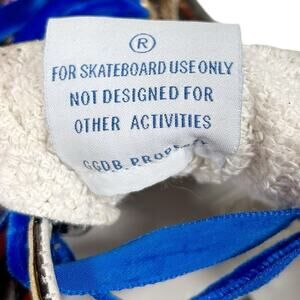 ®
FOR SKATEBOARD USE ONLY
NOT DESIGNED FOR
OTHER ACTIVITIES
G.G.D.B.